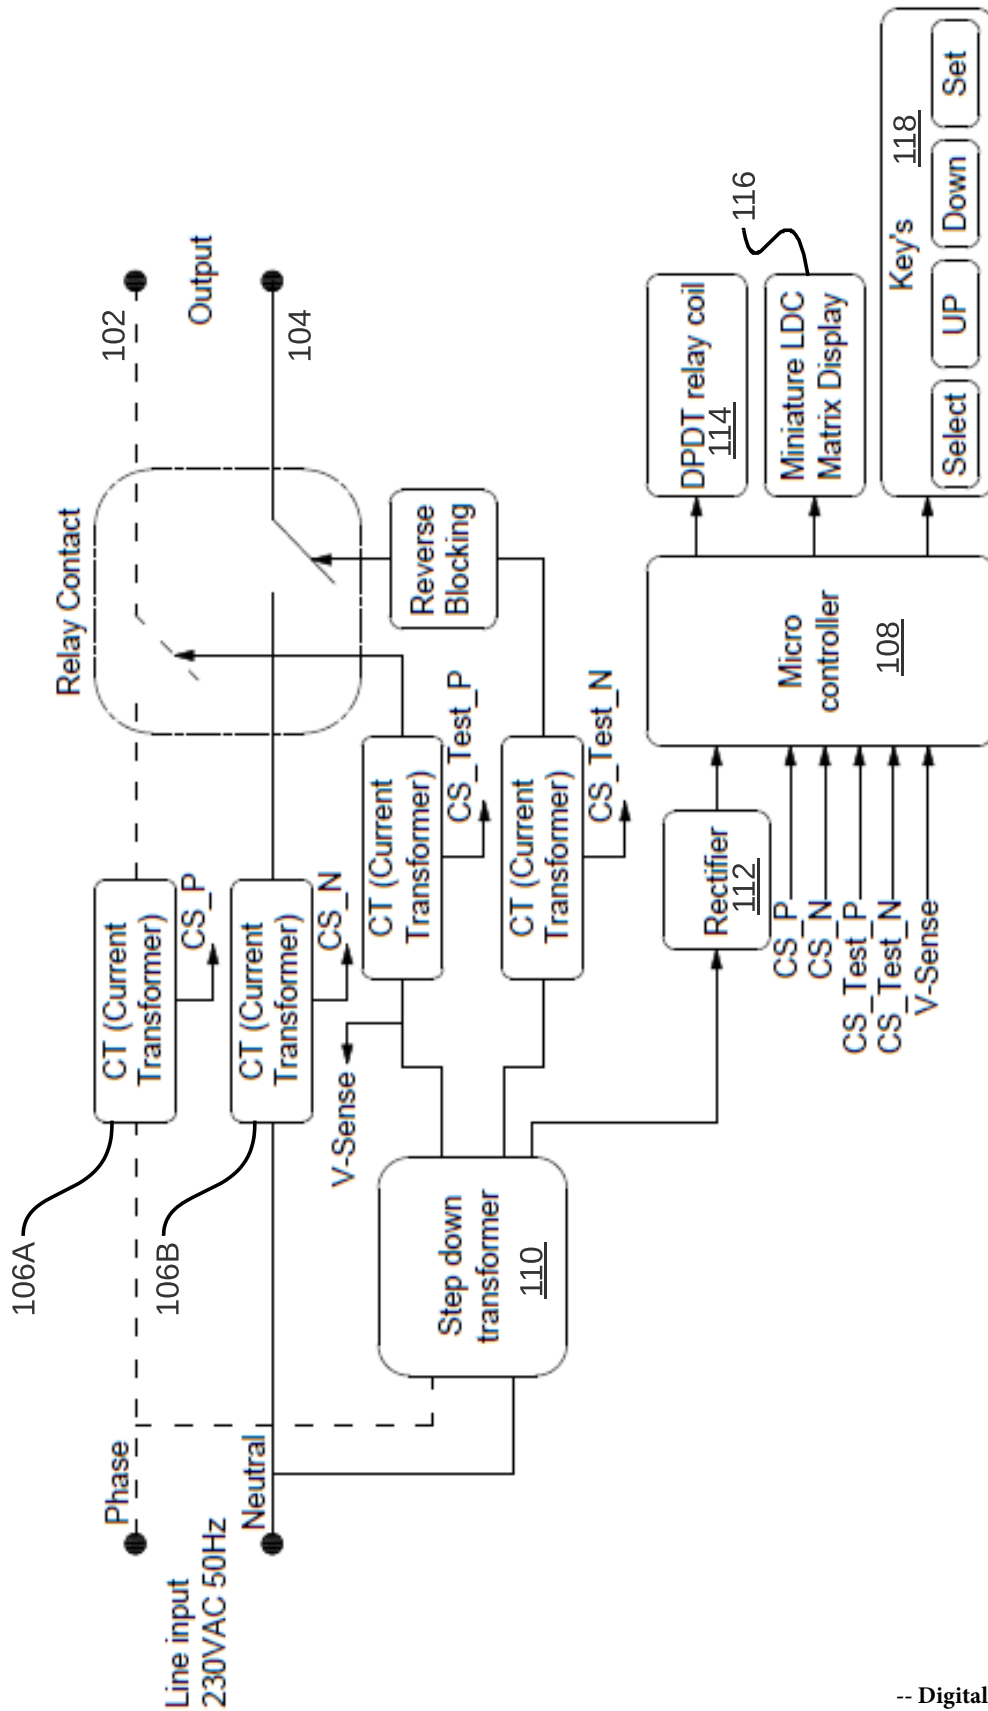 106A
106B
102
104
Line input
230VAC 50Hz
Phase
Neutral
CT (Current
Transformer)
CS_P
CT (Current
Transformer)
CS_N
Relay Contact
Output
V-Sense
Step down
transformer
110
CT (Current
Transformer)
CS_Test_P
CT (Current
Transformer)
CS_Test_N
Reverse
Blocking
Rectifier
112
CS_P
CS_N
CS_Test_P
CS_Test_N
V-Sense
Micro
controller
108
DPDT relay coil
114
116
Miniature LDC
Matrix Display
Key's
118
Select
UP
Down
Set
-- Digital